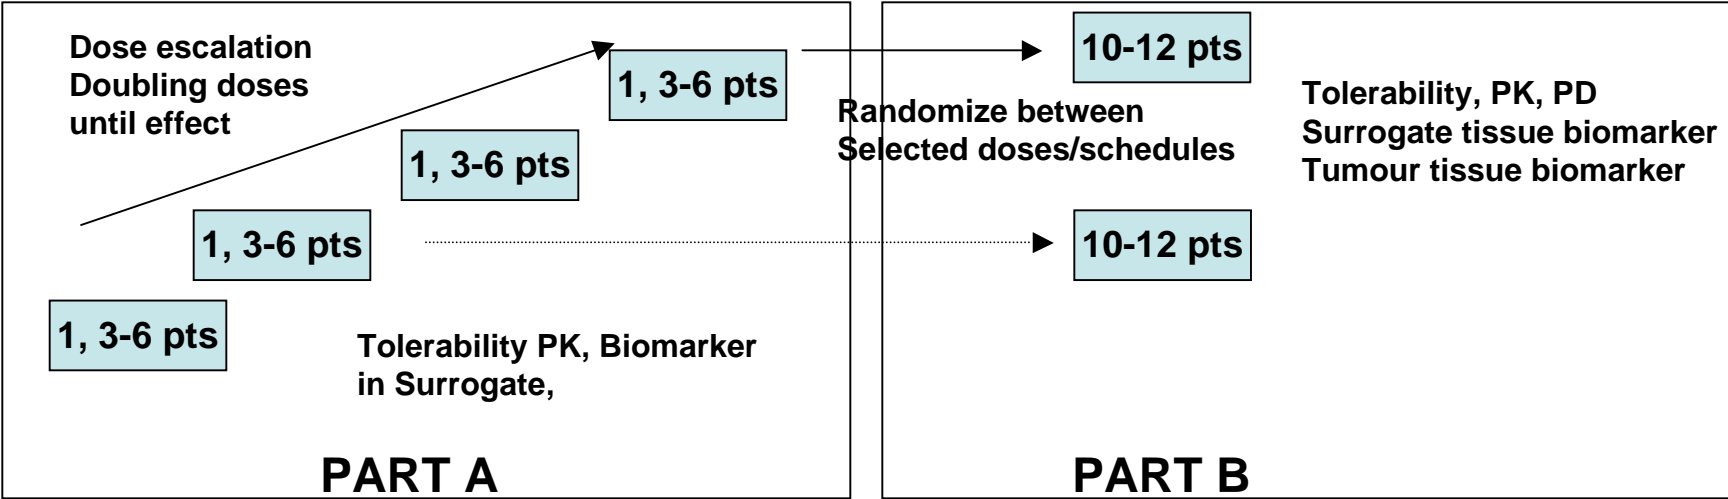 Dose escalation
Doubling doses
until effect
1, 3-6 pts
1, 3-6 pts
1, 3-6 pts
1, 3-6 pts
Tolerability PK, Biomarker
in Surrogate,
PART A
Randomize between
Selected doses/schedules
10-12 pts
10-12 pts
Tolerability, PK, PD
Surrogate tissue biomarker
Tumour tissue biomarker
PART B